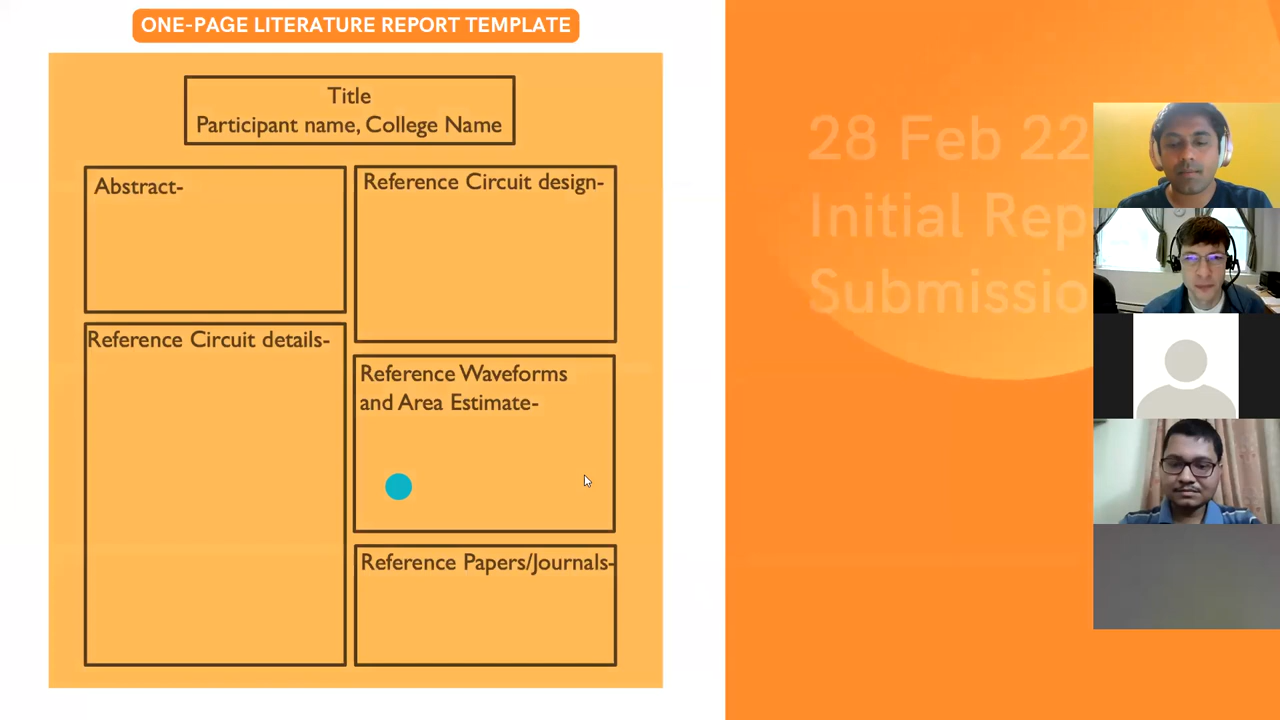 ONE-PAGE LITERATURE REPORT TEMPLATE
Title
Participant name, College Name
Abstract-
Reference Circuit design-
Reference Circuit details-
Reference Waveforms
and Area Estimate-
Reference Papers/Journals-
28 Feb 22
Initial Rep
Submissio